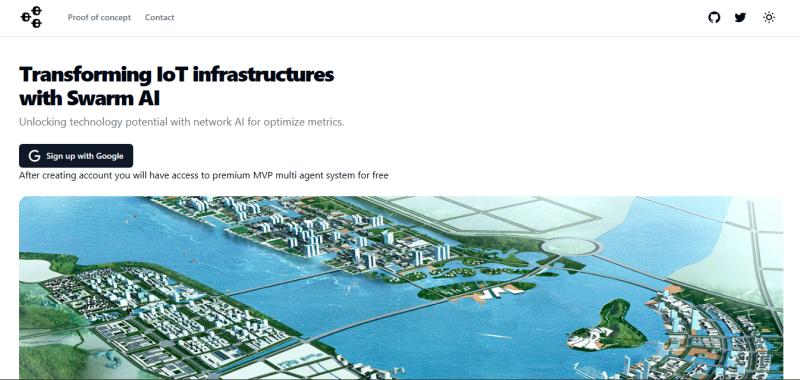 Proof of concept
Contact
Transforming IoT infrastructures
with Swarm AI
Unlocking technology potential with network AI for optimize metrics.
Sign up with Google
After creating account you will have access to premium MVP multi agent system for free